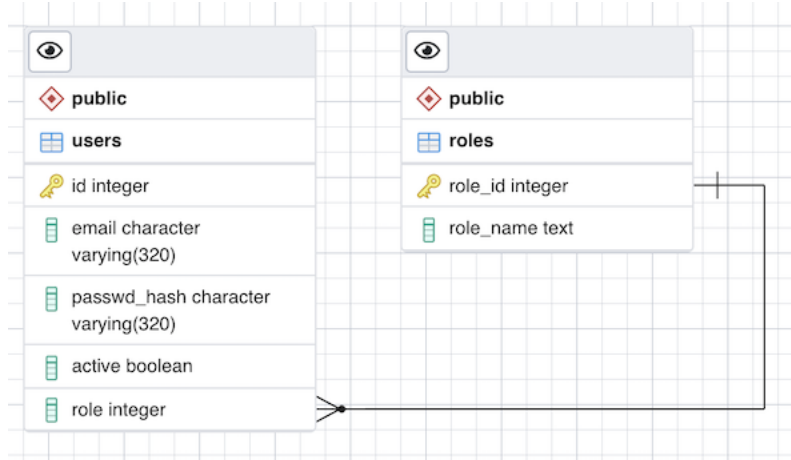 public
users
id integer
email character
varying(320)
passwd_hash character
varying(320)
active boolean
role integer
public
roles
role_id integer
role_name text